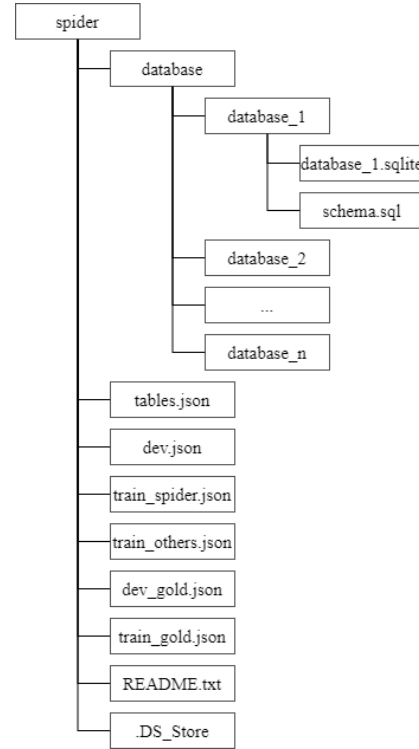 spider
database
database_1
database_1.sqlite
schema.sql
database_2
...
database_n
tables.json
dev.json
train_spider.json
train_others.json
dev_gold.json
train_gold.json
README.txt
.DS_Store